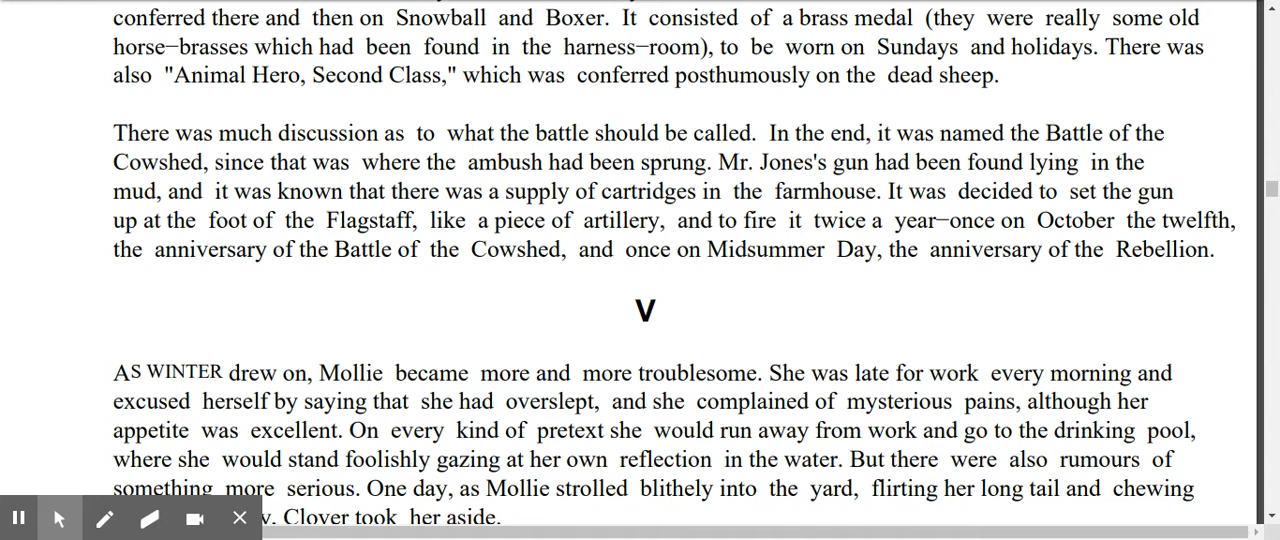 conferred there and then on Snowball and Boxer. It consisted of a brass medal (they were really some old
horse−brasses which had been found in the harness−room), to be worn on Sundays and holidays. There was
also "Animal Hero, Second Class," which was conferred posthumously on the dead sheep.
There was much discussion as to what the battle should be called. In the end, it was named the Battle of the
Cowshed, since that was where the ambush had been sprung. Mr. Jones's gun had been found lying in the
mud, and it was known that there was a supply of cartridges in the farmhouse. It was decided to set the gun
up at the foot of the Flagstaff, like a piece of artillery, and to fire it twice a year−once on October the twelfth,
the anniversary of the Battle of the Cowshed, and once on Midsummer Day, the anniversary of the Rebellion.
V
AS WINTER drew on, Mollie became more and more troublesome. She was late for work every morning and
excused herself by saying that she had overslept, and she complained of mysterious pains, although her
appetite was excellent. On every kind of pretext she would run away from work and go to the drinking pool,
where she would stand foolishly gazing at her own reflection in the water. But there were also rumours of
something more serious. One day, as Mollie strolled blithely into the yard, flirting her long tail and chewing
Clover took her aside.